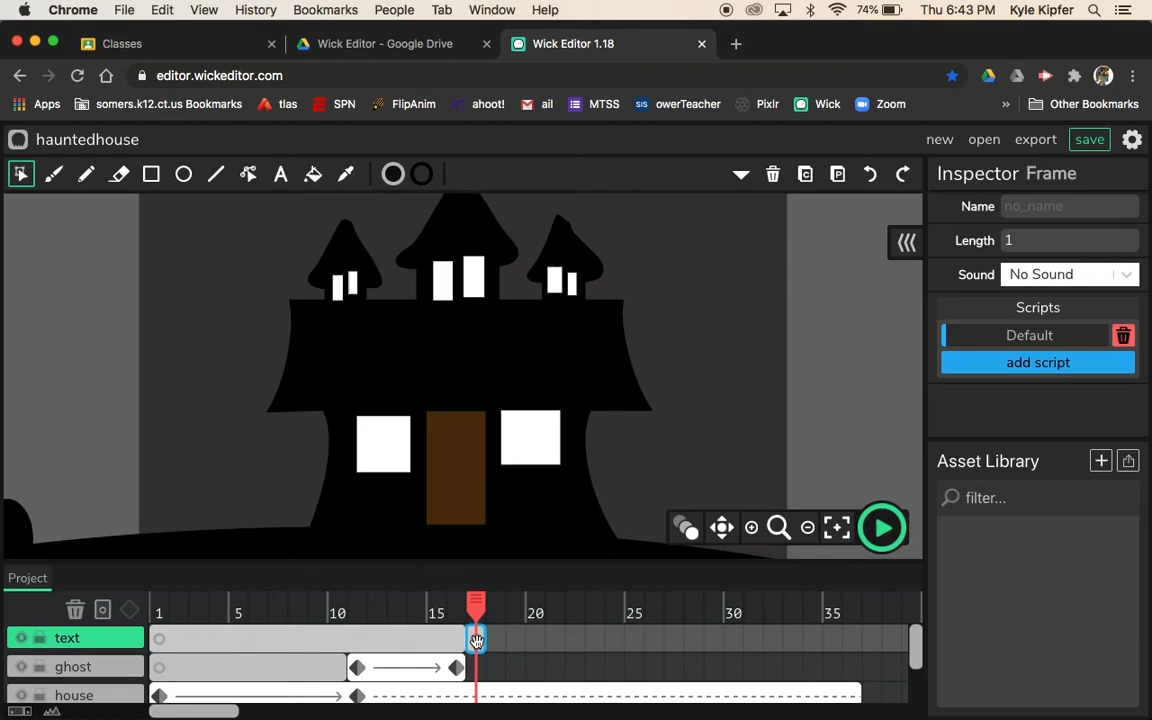 Chrome File Edit View History Bookmarks People Tab Window Help 74% Thu 6:43 PM Kyle Kipfer
Classes Wick Editor - Google Drive Wick Editor 1.18
editor.wickeditor.com
Apps somers.k12.ct.us Bookmarks tlas SPN FlipAnim ahoot! ail MTSS SIS owerTeacher Pixlr Wick Zoom » Other Bookmarks
hauntedhouse new open export save
Inspector Frame
Name no_name
Length 1
Sound No Sound
Scripts
Default
add script
Asset Library
filter...
Project
1 5 10 15 20 25 30 35
text
ghost
house